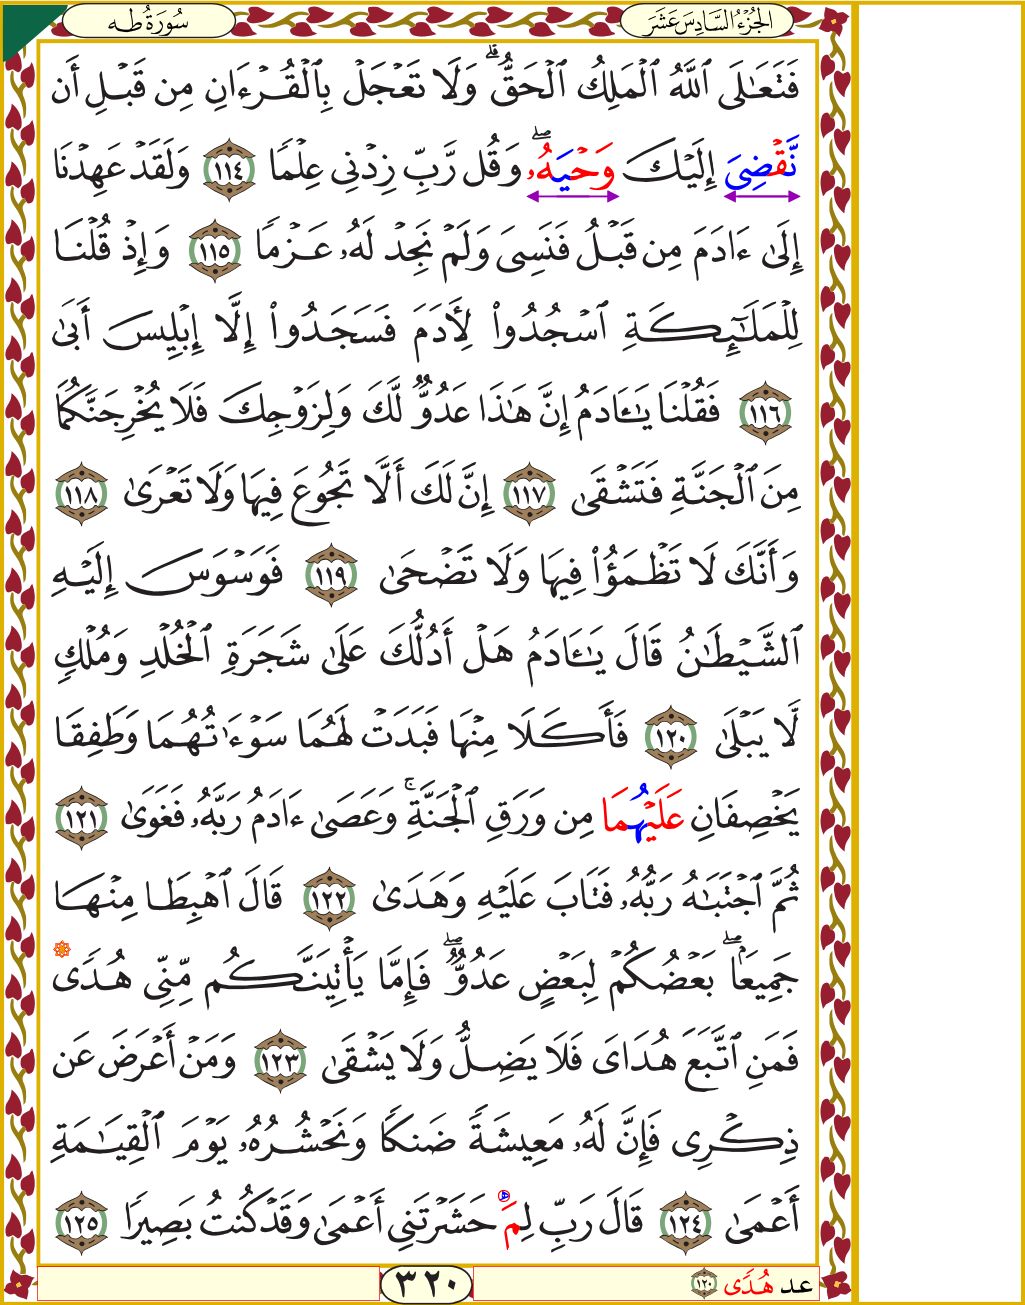 سُورَةُ طه
الجُزْءُ السَّادِسَ عَشَرَ
فَتَعَٰلَى ٱللَّهُ ٱلْمَلِكُ ٱلْحَقُّ ۗ وَلَا تَعْجَلْ بِٱلْقُرْءَانِ مِن قَبْلِ أَن
نَّقْضِىَ إِلَيْكَ وَحْيَهُۥ ۖ وَقُل رَّبِّ زِدْنِى عِلْمًا ١١٤ وَلَقَدْ عَهِدْنَا
إِلَىٰ ءَادَمَ مِن قَبْلُ فَنَسِىَ وَلَمْ نَجِدْ لَهُۥ عَزْمًا ١١٥ وَإِذْ قُلْنَا
لِلْمَلَٰٓئِكَةِ ٱسْجُدُوا۟ لِأَدَمَ فَسَجَدُوا۟ إِلَّا إِبْلِيسَ أَبَىٰ
١١٦ فَقُلْنَا يَٰٓـَٔادَمُ إِنَّ هَٰذَا عَدُوٌّ لَّكَ وَلِزَوْجِكَ فَلَا يُخْرِجَنَّكُمَا
مِنَ ٱلْجَنَّةِ فَتَشْقَىٰ ١١٧ إِنَّ لَكَ أَلَّا تَجُوعَ فِيهَا وَلَا تَعْرَىٰ ١١٨
وَأَنَّكَ لَا تَظْمَؤُا۟ فِيهَا وَلَا تَضْحَىٰ ١١٩ فَوَسْوَسَ إِلَيْهِ
ٱلشَّيْطَٰنُ قَالَ يَٰٓـَٔادَمُ هَلْ أَدُلُّكَ عَلَىٰ شَجَرَةِ ٱلْخُلْدِ وَمُلْكٍ
لَّا يَبْلَىٰ ١٢٠ فَأَكَلَا مِنْهَا فَبَدَتْ لَهُمَا سَوْءَٰتُهُمَا وَطَفِقَا
يَخْصِفَانِ عَلَيْهُمَا مِن وَرَقِ ٱلْجَنَّةِ ۚ وَعَصَىٰ ءَادَمُ رَبَّهُۥ فَغَوَىٰ ١٢١
ثُمَّ ٱجْتَبَٰهُ رَبُّهُۥ فَتَابَ عَلَيْهِ وَهَدَىٰ ١٢٢ قَالَ ٱهْبِطَا مِنْهَا
جَمِيعًۢا ۖ بَعْضُكُمْ لِبَعْضٍ عَدُوٌّ ۖ فَإِمَّا يَأْتِيَنَّكُم مِّنِّى هُدًى
فَمَنِ ٱتَّبَعَ هُدَاىَ فَلَا يَضِلُّ وَلَا يَشْقَىٰ ١٢٣ وَمَنْ أَعْرَضَ عَن
ذِكْرِى فَإِنَّ لَهُۥ مَعِيشَةً ضَنكًا وَنَحْشُرُهُۥ يَوْمَ ٱلْقِيَٰمَةِ
أَعْمَىٰ ١٢٤ قَالَ رَبِّ لِمَ حَشَرْتَنِى أَعْمَىٰ وَقَدْ كُنتُ بَصِيرًا ١٢٥
عد هُدًى ١٢٠
٣٢٠